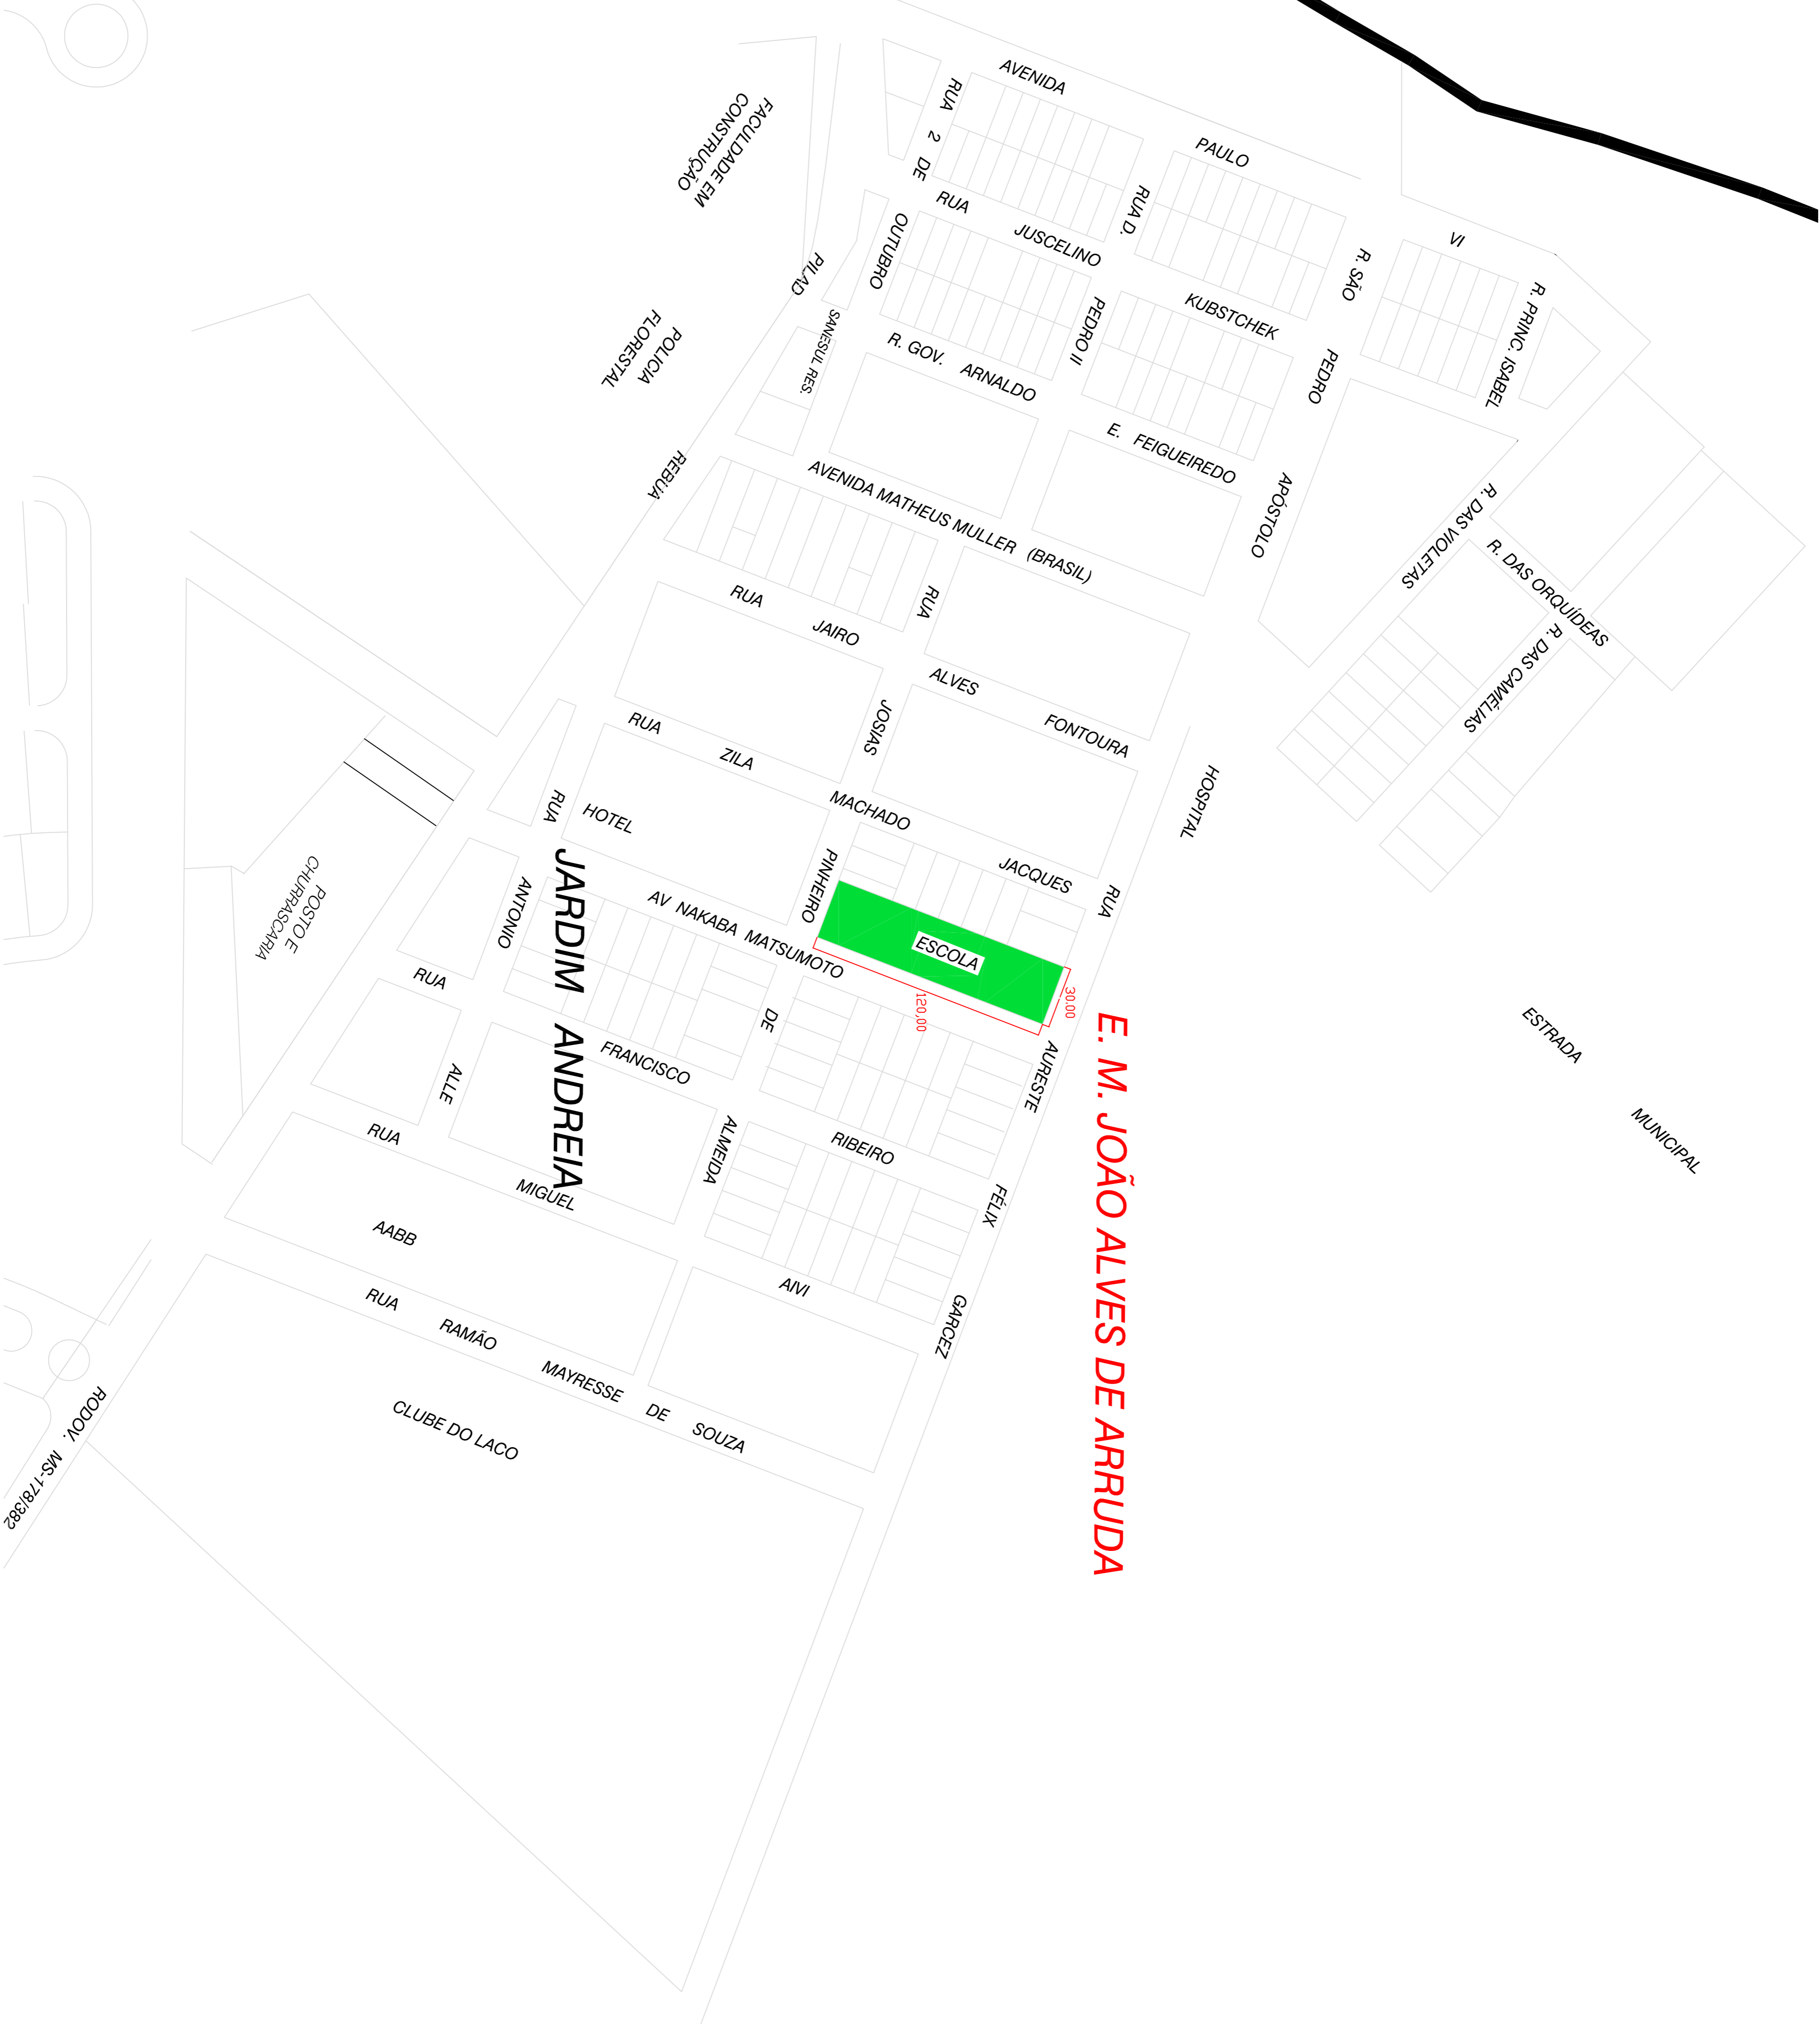 AVENIDA
PAULO
VI
RUA 2 DE
OUTUBRO
RUA
JUSCELINO
KUBSTCHEK
RUA D.
PEDRO II
R. SÃO
PEDRO
APÓSTOLO
R. PRINC. ISABEL
FACULDADE EM
CONSTRUÇÃO
PILAD
REBUA
SANESUL RES.
POLICIA
FLORESTAL
R. GOV. ARNALDO
E. FEIGUEIREDO
AVENIDA MATHEUS MULLER (BRASIL)
R. DAS VIOLETAS
R. DAS ORQUÍDEAS
R. DAS CAMÉLIAS
RUA
JAIRO
ALVES
FONTOURA
RUA
JOSIAS
PINHEIRO
DE
ALMEIDA
RUA
ZILA
MACHADO
JACQUES
HOSPITAL
HOTEL
RUA
ANTONIO
ALLE
JARDIM ANDREIA
AV NAKABA MATSUMOTO
ESCOLA
120,00
30.00
RUA
AURESTE
FÉLIX
GARCEZ
E. M. JOÃO ALVES DE ARRUDA
ESTRADA
MUNICIPAL
POSTO E
CHURRASCARIA
RUA
FRANCISCO
RIBEIRO
RUA
MIGUEL
AIVI
AABB
RUA
RAMÃO
MAYRESSE
DE
SOUZA
CLUBE DO LACO
RODOV. MS-178/382